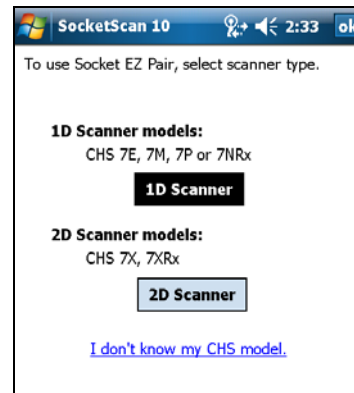 SocketScan 10 2:33 ok
To use Socket EZ Pair, select scanner type.
1D Scanner models:
CHS 7E, 7M, 7P or 7NRx
1D Scanner
2D Scanner models:
CHS 7X, 7XRx
2D Scanner
I don't know my CHS model.